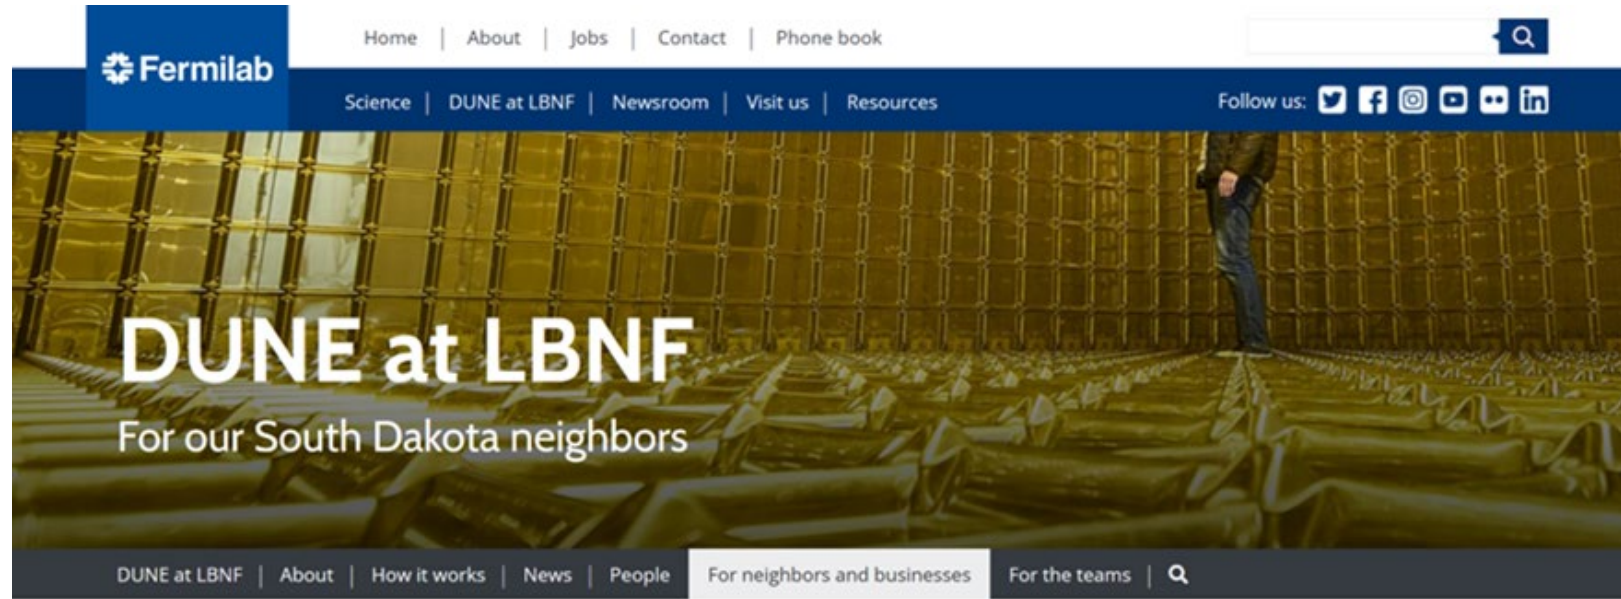 Home | About | Jobs | Contact | Phone book
Fermilab
Science | DUNE at LBNF | Newsroom | Visit us | Resources
Follow us:
DUNE at LBNF
For our South Dakota neighbors
DUNE at LBNF | About | How it works | News | People
For neighbors and businesses
For the teams |